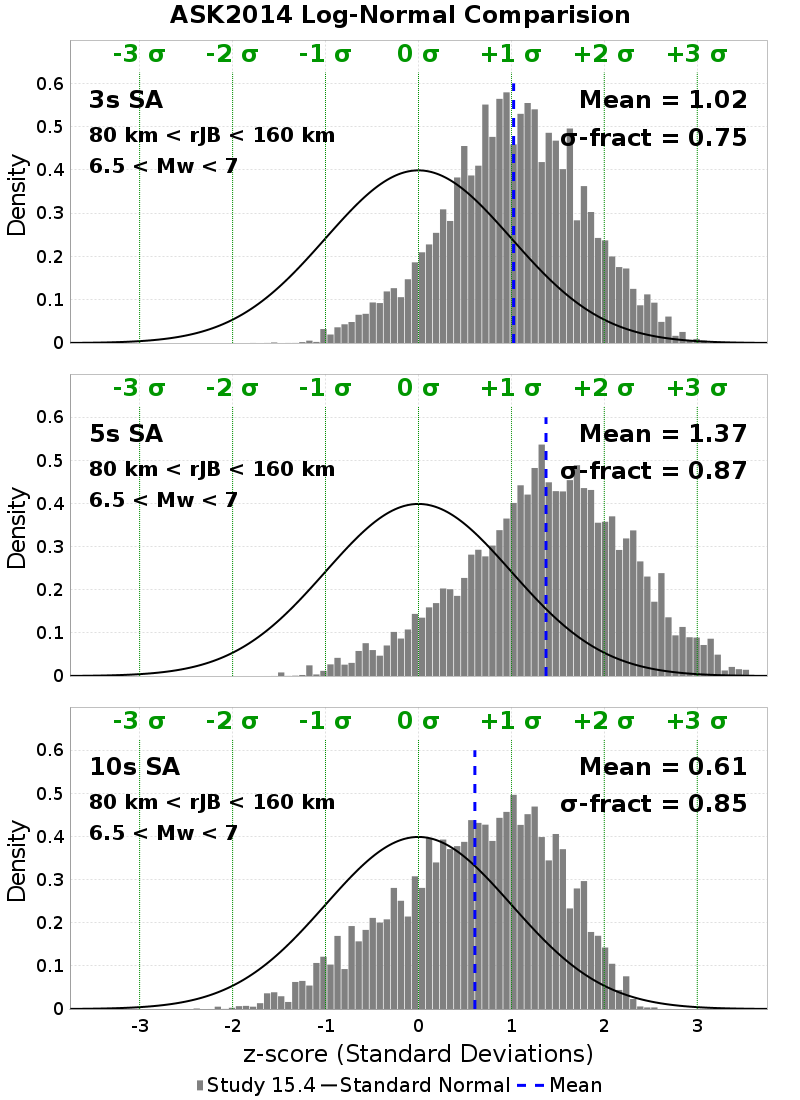 ASK2014 Log-Normal Comparision
-3 σ -2 σ -1 σ 0 σ +1 σ +2 σ +3 σ
3s SA
80 km < rJB < 160 km
6.5 < Mw < 7
Mean = 1.02
σ-fract = 0.75
Density
0.6
0.5
0.4
0.3
0.2
0.1
0
-3 σ -2 σ -1 σ 0 σ +1 σ +2 σ +3 σ
5s SA
80 km < rJB < 160 km
6.5 < Mw < 7
Mean = 1.37
σ-fract = 0.87
Density
0.6
0.5
0.4
0.3
0.2
0.1
0
-3 σ -2 σ -1 σ 0 σ +1 σ +2 σ +3 σ
10s SA
80 km < rJB < 160 km
6.5 < Mw < 7
Mean = 0.61
σ-fract = 0.85
Density
0.6
0.5
0.4
0.3
0.2
0.1
0
-3 -2 -1 0 1 2 3
z-score (Standard Deviations)
Study 15.4 Standard Normal Mean